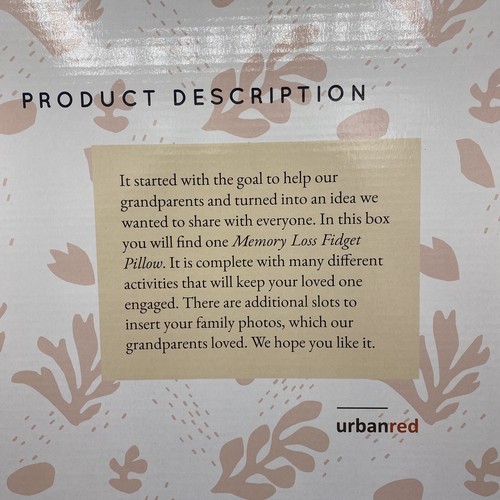 PRODUCT DESCRIPTION
It started with the goal to help our
grandparents and turned into an idea we
wanted to share with everyone. In this box
you will find one Memory Loss Fidget
Pillow. It is complete with many different
activities that will keep your loved one
engaged. There are additional slots to
insert your family photos, which our
grandparents loved. We hope you like it.
urbanred